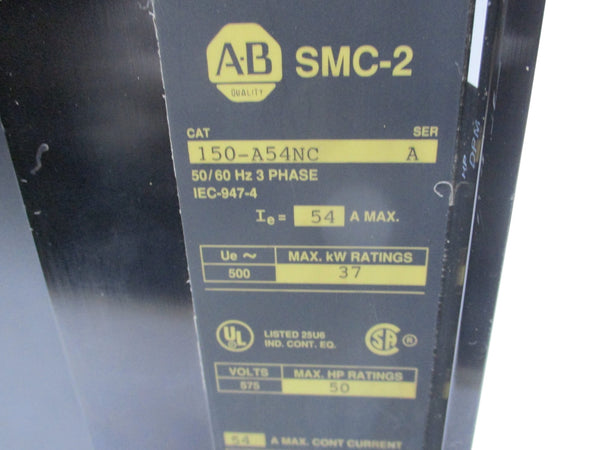 A-B QUALITY SMC-2
CAT SER
150-A54NC A
50/60 Hz 3 PHASE
IEC-947-4
Ie = 54 A MAX.
Ue ~ MAX. kW RATINGS
500 37
UL LISTED 25U6 SA ®
IND. CONT. EQ.
VOLTS MAX. HP RATINGS
575 50
54 A MAX. CONT CURRENT